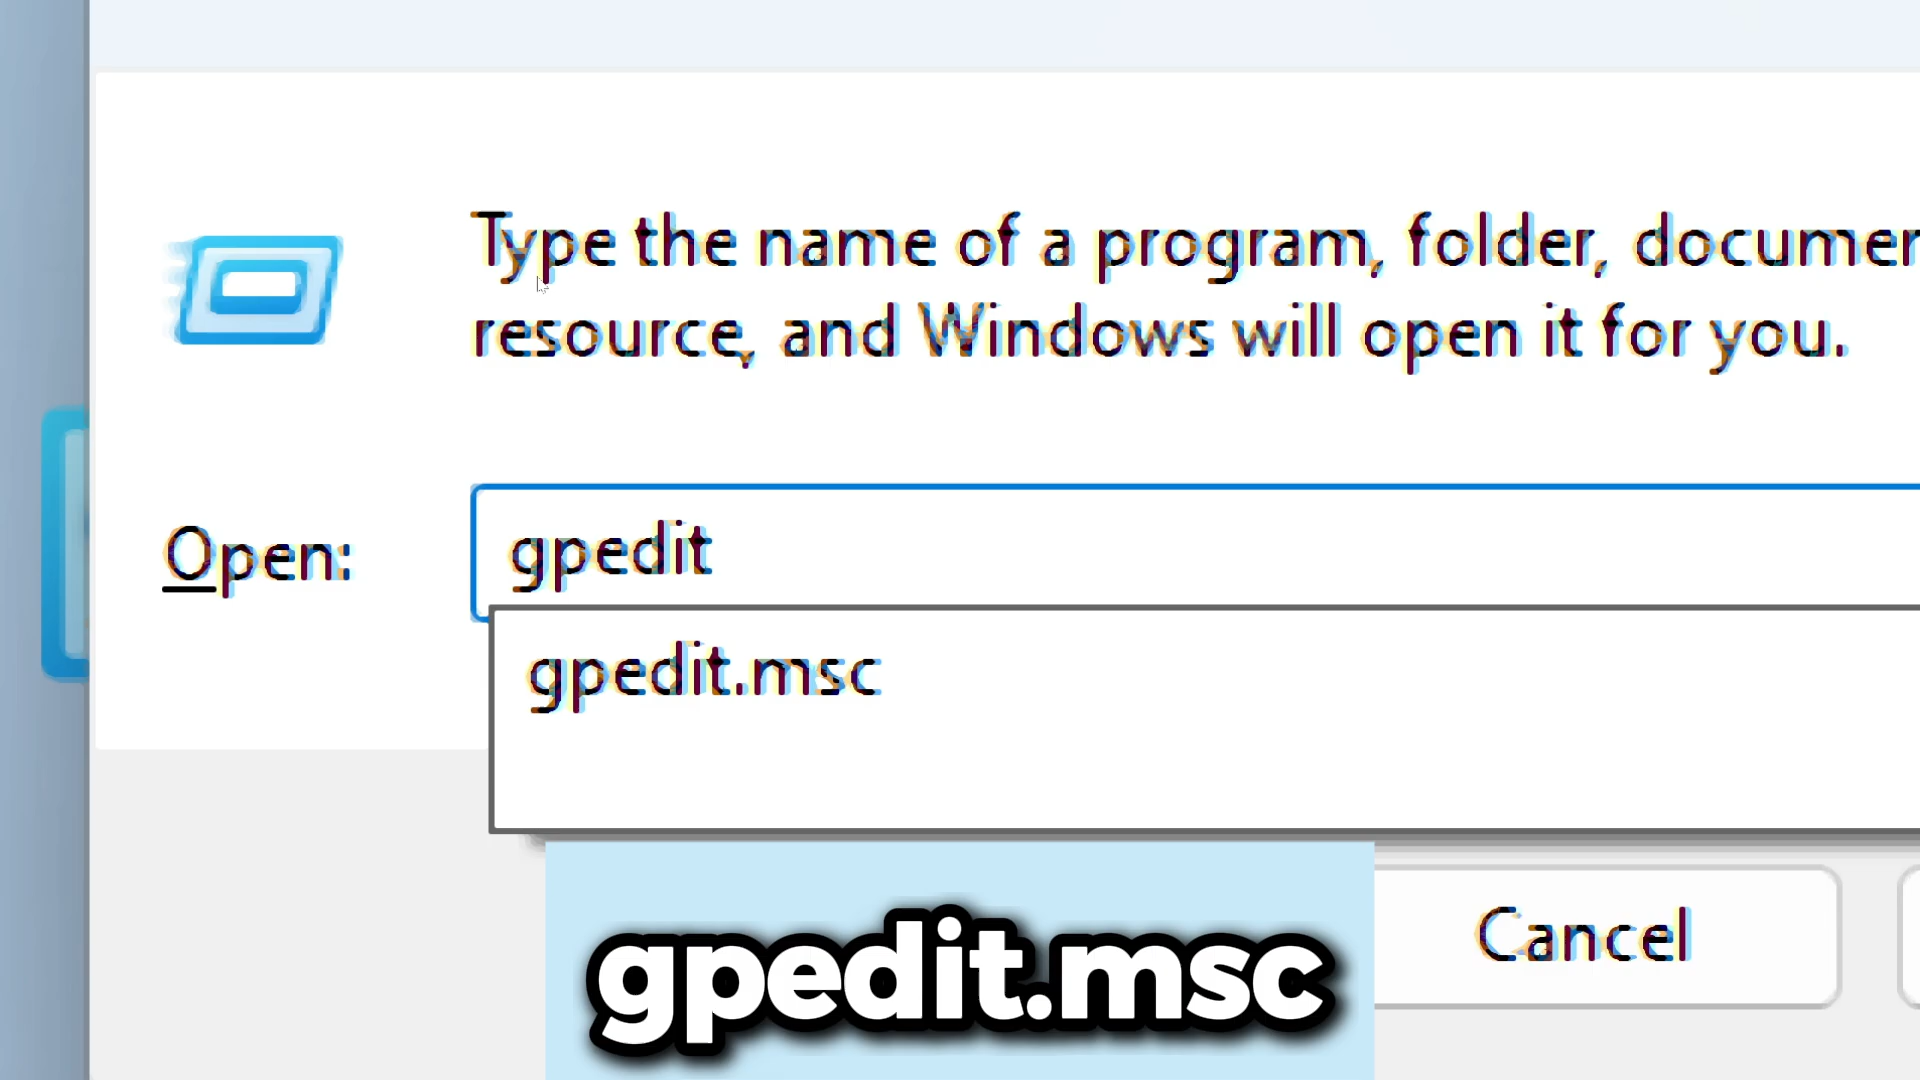 Type the name of a program, folder, documen
resource, and Windows will open it for you.
Open:
gpedit
gpedit.msc
Cancel
gpedit.msc